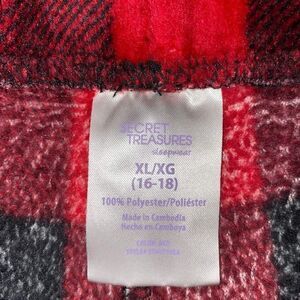 SECRET
TREASURES
sleepwear
XL/XG
(16-18)
100% Polyester/Poliéster
Made in Cambodia
Hecho en Camboya